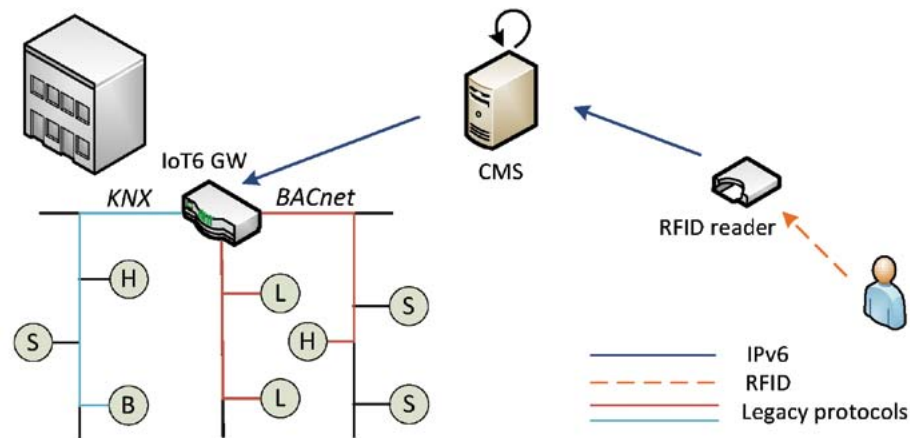 IoT6 GW
CMS
KNX
BACnet
RFID reader
H
L
S
S
H
B
L
S
IPv6
RFID
Legacy protocols